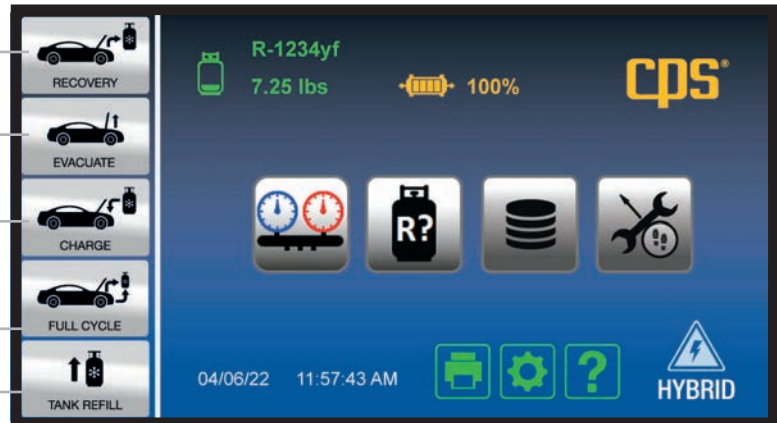 RECOVERY
EVACUATE
CHARGE
FULL CYCLE
TANK REFILL
R-1234yf
7.25 lbs
100%
cps®
R?
04/06/22 11:57:43 AM
?
HYBRID